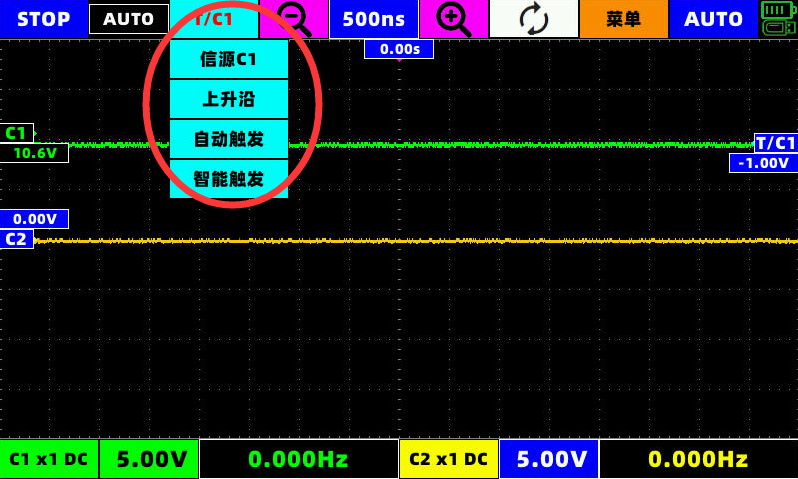 STOP
AUTO
T/C1
500ns
菜单
AUTO
0.00s
信源C1
上升沿
自动触发
智能触发
C1
10.6V
T/C1
-1.00V
0.00V
C2
C1 x1 DC
5.00V
0.000Hz
C2 x1 DC
5.00V
0.000Hz